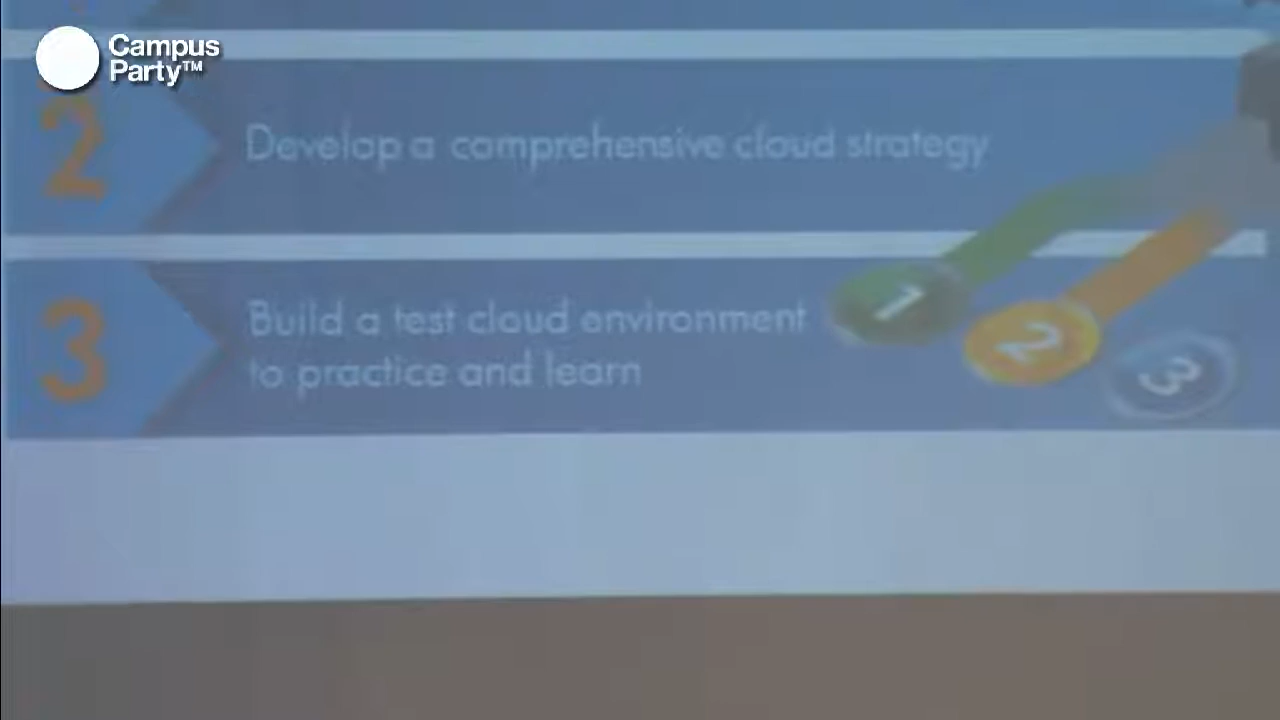 Campus
Party™
2
Develop a comprehensive cloud strategy
3
Build a test cloud environment
to practice and learn
1
2
3